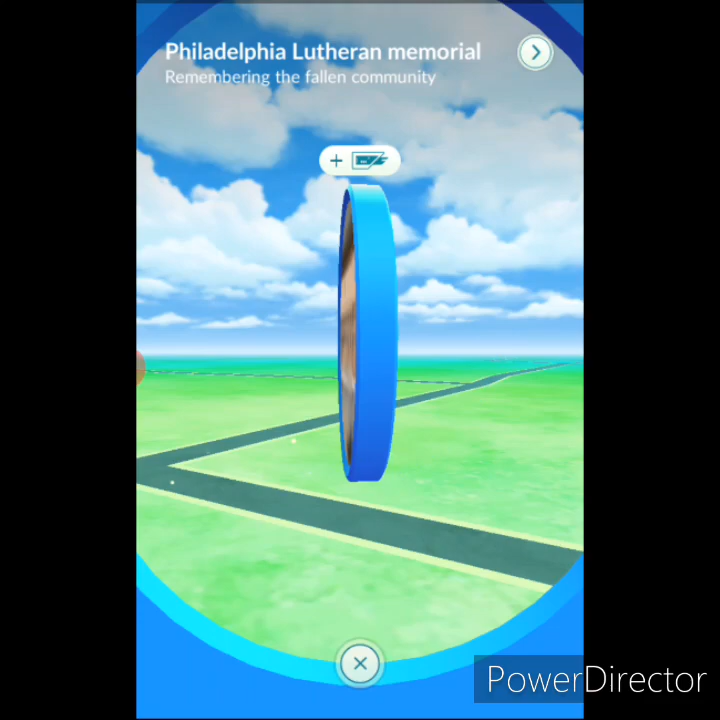 Philadelphia Lutheran memorial
Remembering the fallen community
PowerDirector